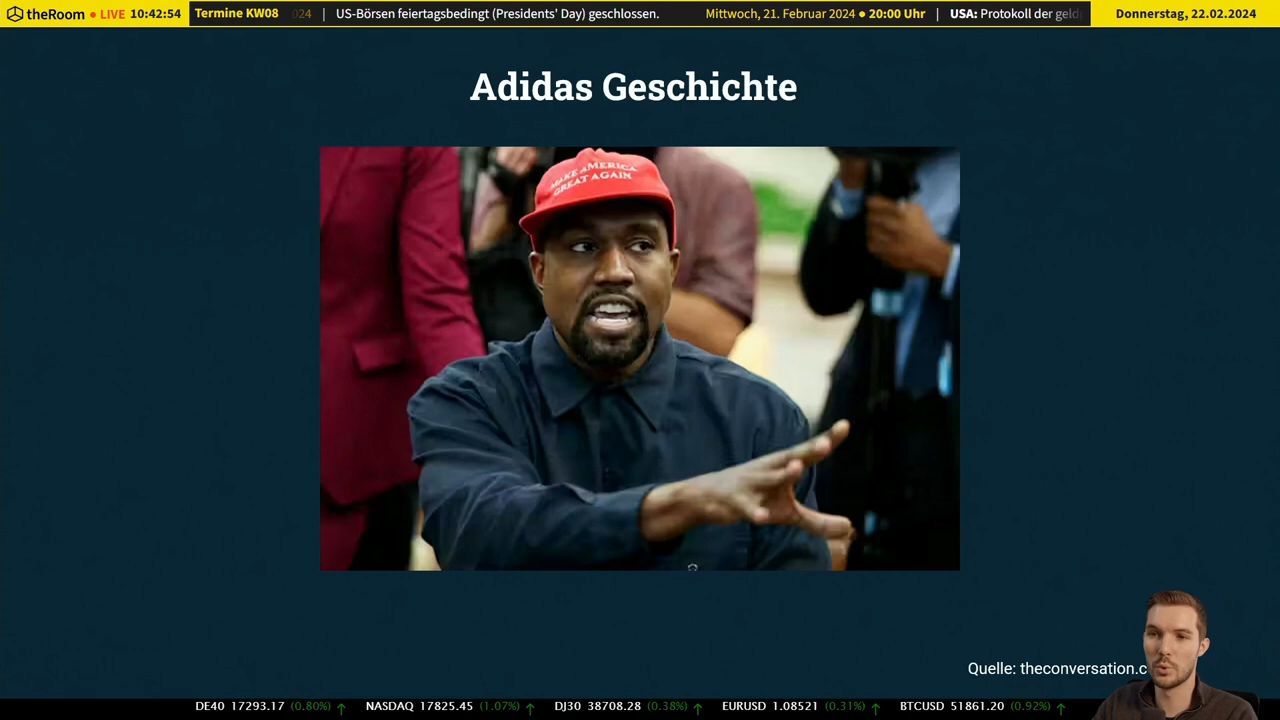 theRoom ● LIVE 10:42:54 Termine KW08 024 | US-Börsen feiertagsbedingt (Presidents' Day) geschlossen. Mittwoch, 21. Februar 2024 ● 20:00 Uhr | USA: Protokoll der geld Donnerstag, 22.02.2024
Adidas Geschichte
MAKE AMERICA
GREAT AGAIN
Quelle: theconversation.c
DE40 17293.17 (0.80%) ↑ NASDAQ 17825.45 (1.07%) ↑ DJ30 38708.28 (0.38%) ↑ EURUSD 1.08521 (0.31%) ↑ BTCUSD 51861.20 (0.92%) ↑